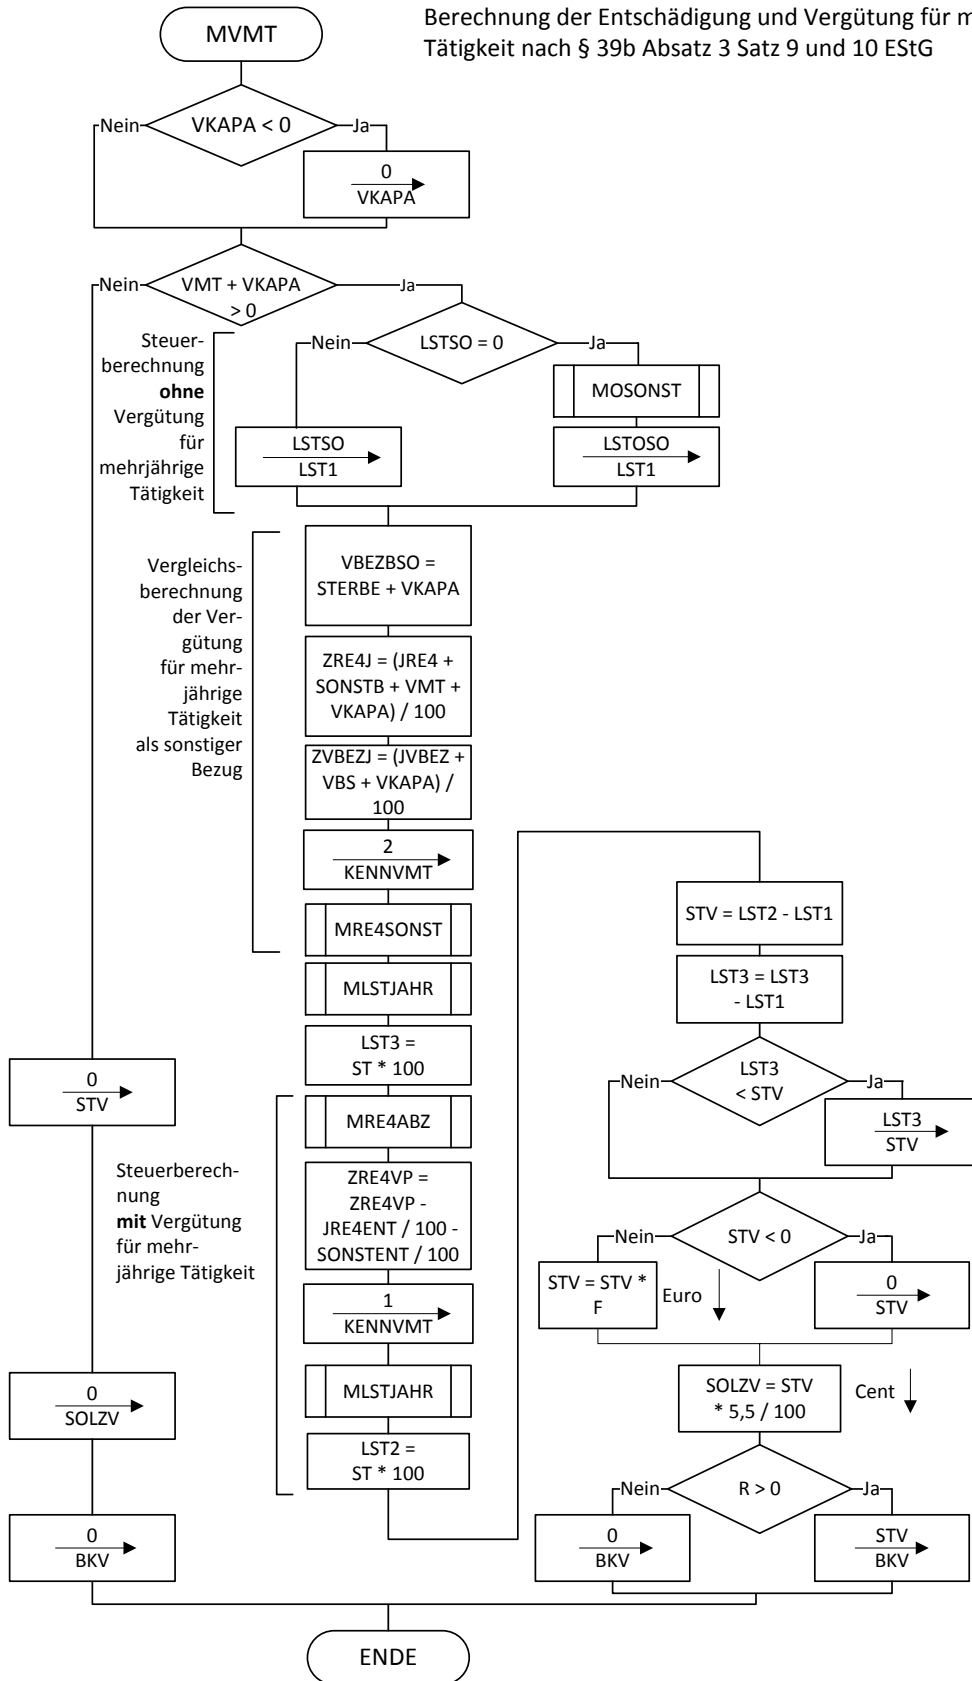 Berechnung der Entschädigung und Vergütung für m
Tätigkeit nach § 39b Absatz 3 Satz 9 und 10 EStG
MVMT
Nein
VKAPA < 0
Ja
0
VKAPA
Nein
VMT + VKAPA
> 0
Ja
Nein
LSTSO = 0
Ja
Steuer-
berechnung
ohne
Vergütung
für
mehrjährige
Tätigkeit
MOSONST
LSTSO
LST1
LSTOSO
LST1
Vergleichs-
berechnung
der Ver-
gütung
für mehr-
jährige
Tätigkeit
als sonstiger
Bezug
VBEZBSO =
STERBE + VKAPA
ZRE4J = (JRE4 +
SONSTB + VMT +
VKAPA) / 100
ZVBEZJ = (JVBEZ +
VBS + VKAPA) /
100
2
KENNVMT
MRE4SONST
MLSTJAHR
LST3 =
ST * 100
0
STV
Steuerberech-
nung
mit Vergütung
für mehr-
jährige Tätigkeit
MRE4ABZ
ZRE4VP =
ZRE4VP -
JRE4ENT / 100 -
SONSTENT / 100
1
KENNVMT
MLSTJAHR
LST2 =
ST * 100
0
SOLZV
0
BKV
STV = LST2 - LST1
LST3 = LST3
- LST1
Nein
LST3
< STV
Ja
LST3
STV
Nein
STV < 0
Ja
STV = STV *
F
Euro
0
STV
SOLZV = STV
* 5,5 / 100
Cent
Nein
R > 0
Ja
0
BKV
STV
BKV
ENDE